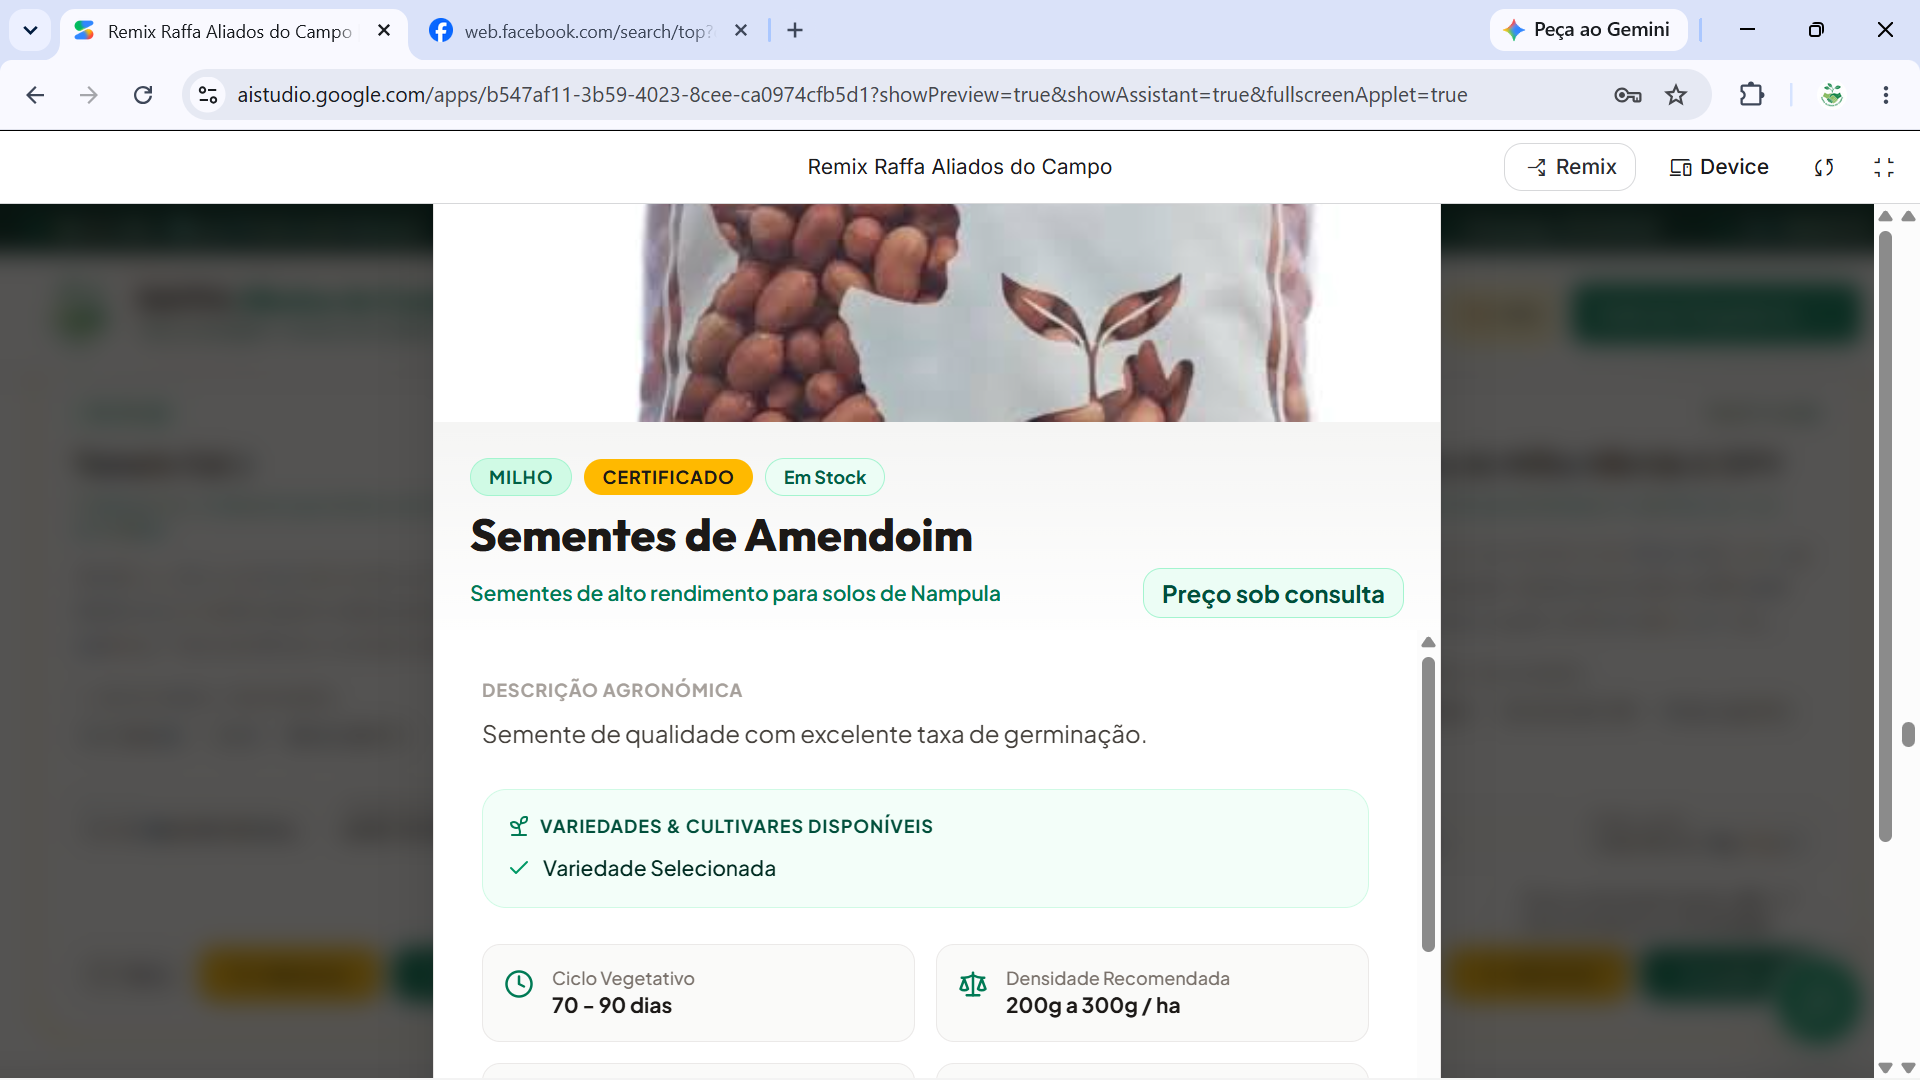 Remix Raffa Aliados do Campo
web.facebook.com/search/top?
Peça ao Gemini
aistudio.google.com/apps/b547af11-3b59-4023-8cee-ca0974cfb5d1?showPreview=true&showAssistant=true&fullscreenApplet=true
Remix Raffa Aliados do Campo
Remix
Device
MILHO
CERTIFICADO
Em Stock
Sementes de Amendoim
Sementes de alto rendimento para solos de Nampula
Preço sob consulta
DESCRIÇÃO AGRONÓMICA
Semente de qualidade com excelente taxa de germinação.
VARIEDADES & CULTIVARES DISPONÍVEIS
Variedade Selecionada
Ciclo Vegetativo
70 - 90 dias
Densidade Recomendada
200g a 300g / ha